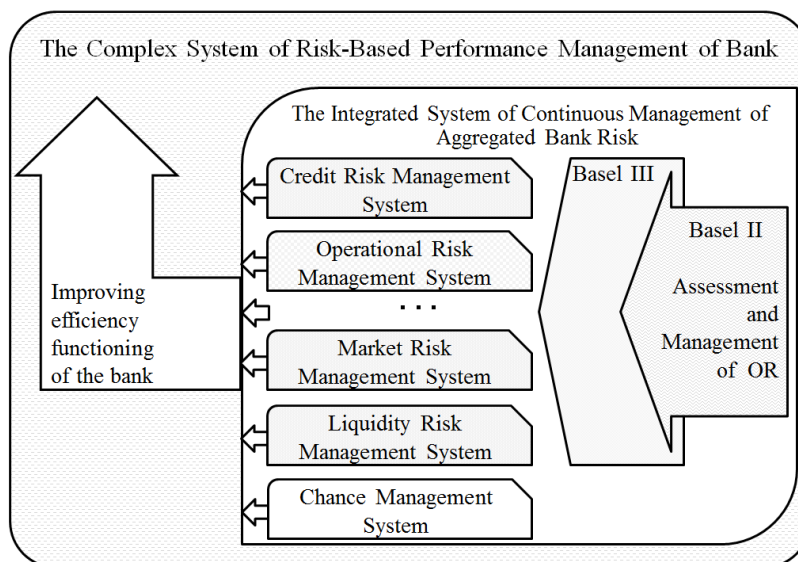 The Complex System of Risk-Based Performance Management of Bank
The Integrated System of Continuous Management of
Aggregated Bank Risk
Credit Risk Management
System
Operational Risk
Management System
. . .
Market Risk
Management System
Liquidity Risk
Management System
Chance Management
System
Basel III
Basel II
Assessment
and
Management
of OR
Improving
efficiency
functioning
of the bank